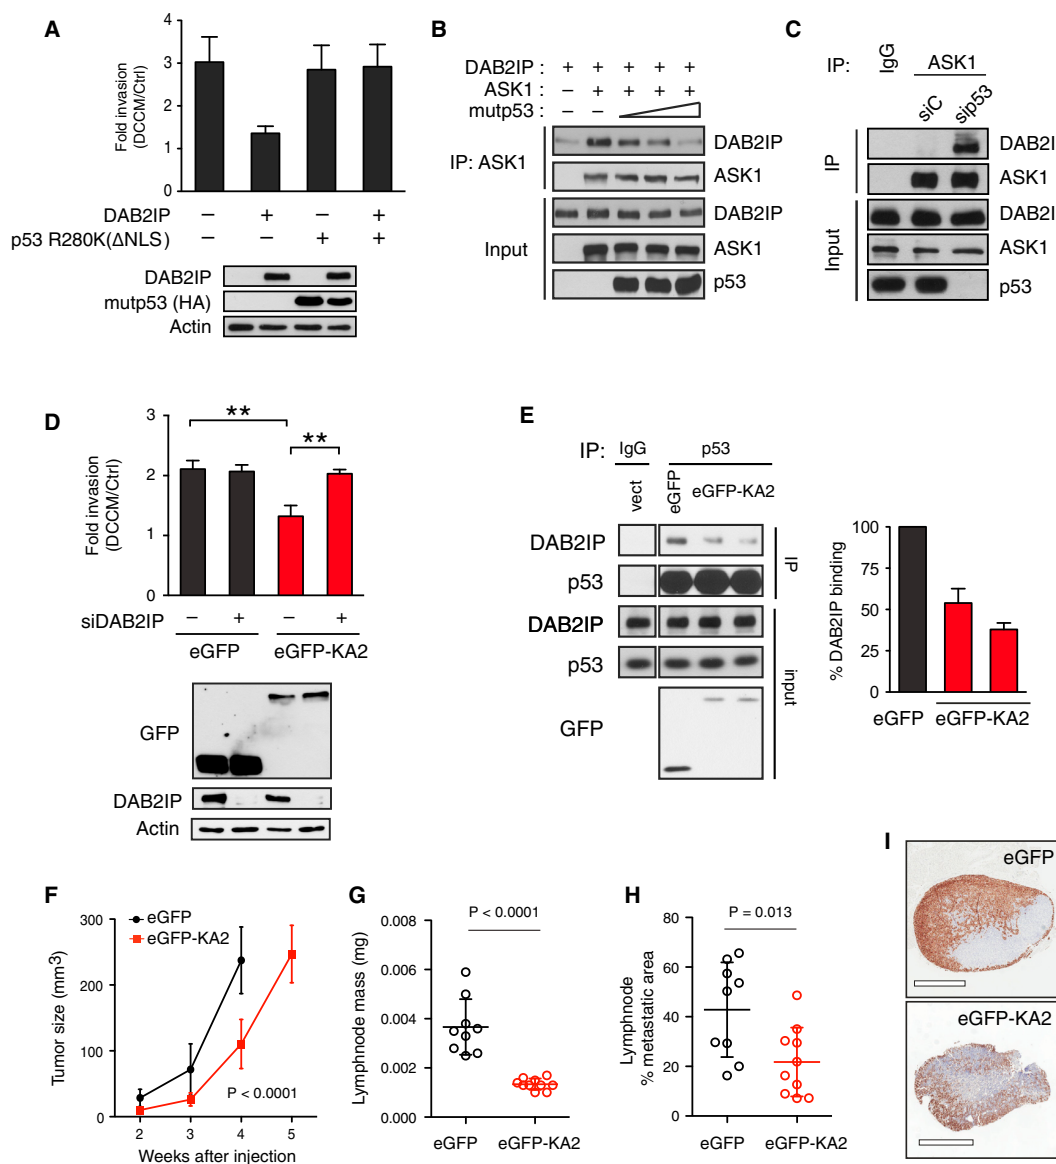 A
Fold invasion
(DCCM/Ctrl)
4
3
2
1
0
DAB2IP – + – +
p53 R280K(ΔNLS) – – + +
DAB2IP
mutp53 (HA)
Actin
B
DAB2IP : + + + + +
ASK1 : – + + + +
mutp53 : – –
IP: ASK1
DAB2IP
ASK1
Input
DAB2IP
ASK1
p53
C
IP: IgG ASK1
siC sip53
IP
DAB2I
ASK1
Input
DAB2I
ASK1
p53
D
Fold invasion
(DCCM/Ctrl)
3
2
1
0
**
**
siDAB2IP – + – +
eGFP eGFP-KA2
GFP
DAB2IP
Actin
E
IP: IgG p53
vect eGFP eGFP-KA2
DAB2IP
p53
IP
DAB2IP
p53
GFP
input
% DAB2IP binding
100
75
50
25
0
eGFP eGFP-KA2
F
Tumor size (mm3)
300
200
100
0
eGFP
eGFP-KA2
P < 0.0001
2 3 4 5
Weeks after injection
G
Lymphnode mass (mg)
0.008
0.006
0.004
0.002
0.000
P < 0.0001
eGFP eGFP-KA2
H
Lymphnode
% metastatic area
80
60
40
20
0
P = 0.013
eGFP eGFP-KA2
I
eGFP
eGFP-KA2